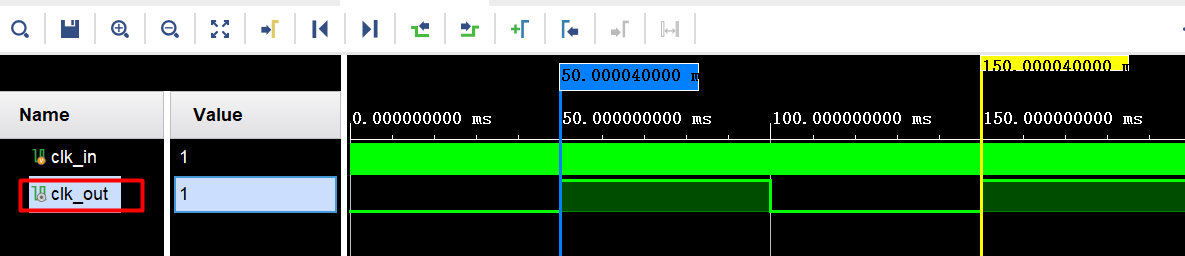 50.000040000 m
150.000040000 m
Name
Value
0.000000000 ms
50.000000000 ms
100.000000000 ms
150.000000000 ms
clk_in
1
clk_out
1